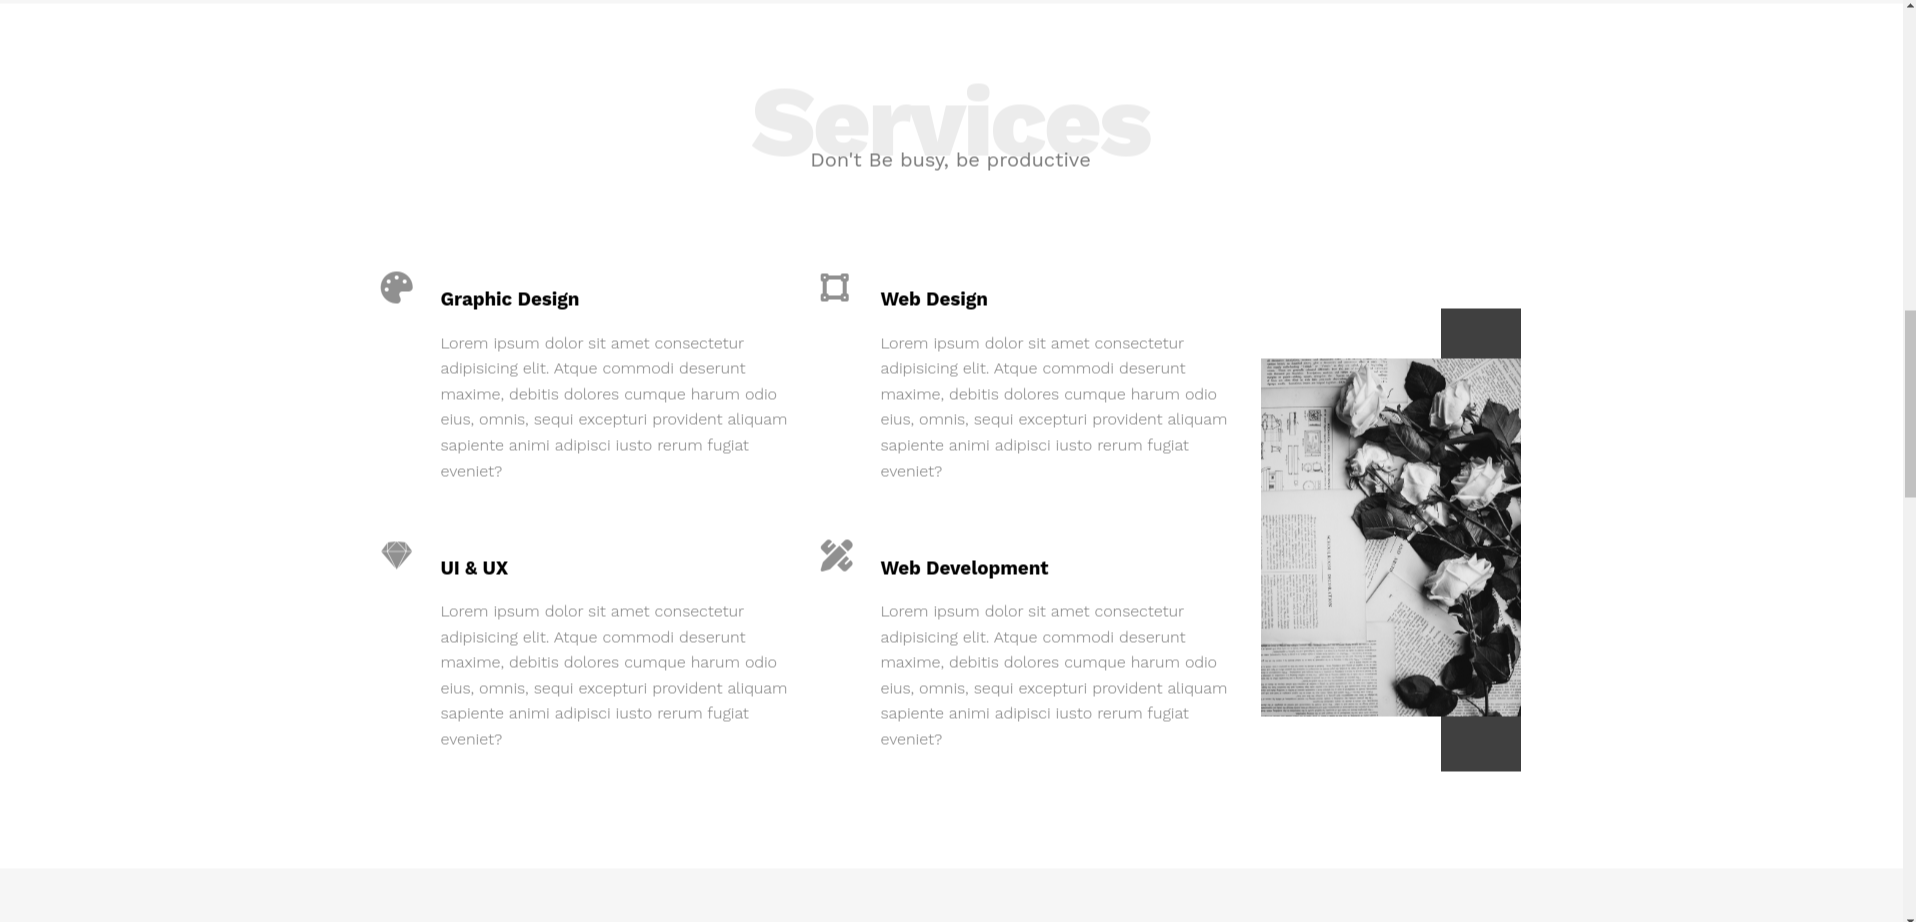 Services
Don't Be busy, be productive
Graphic Design
Lorem ipsum dolor sit amet consectetur
adipisicing elit. Atque commodi deserunt
maxime, debitis dolores cumque harum odio
eius, omnis, sequi excepturi provident aliquam
sapiente animi adipisci iusto rerum fugiat
eveniet?
Web Design
Lorem ipsum dolor sit amet consectetur
adipisicing elit. Atque commodi deserunt
maxime, debitis dolores cumque harum odio
eius, omnis, sequi excepturi provident aliquam
sapiente animi adipisci iusto rerum fugiat
eveniet?
UI & UX
Lorem ipsum dolor sit amet consectetur
adipisicing elit. Atque commodi deserunt
maxime, debitis dolores cumque harum odio
eius, omnis, sequi excepturi provident aliquam
sapiente animi adipisci iusto rerum fugiat
eveniet?
Web Development
Lorem ipsum dolor sit amet consectetur
adipisicing elit. Atque commodi deserunt
maxime, debitis dolores cumque harum odio
eius, omnis, sequi excepturi provident aliquam
sapiente animi adipisci iusto rerum fugiat
eveniet?